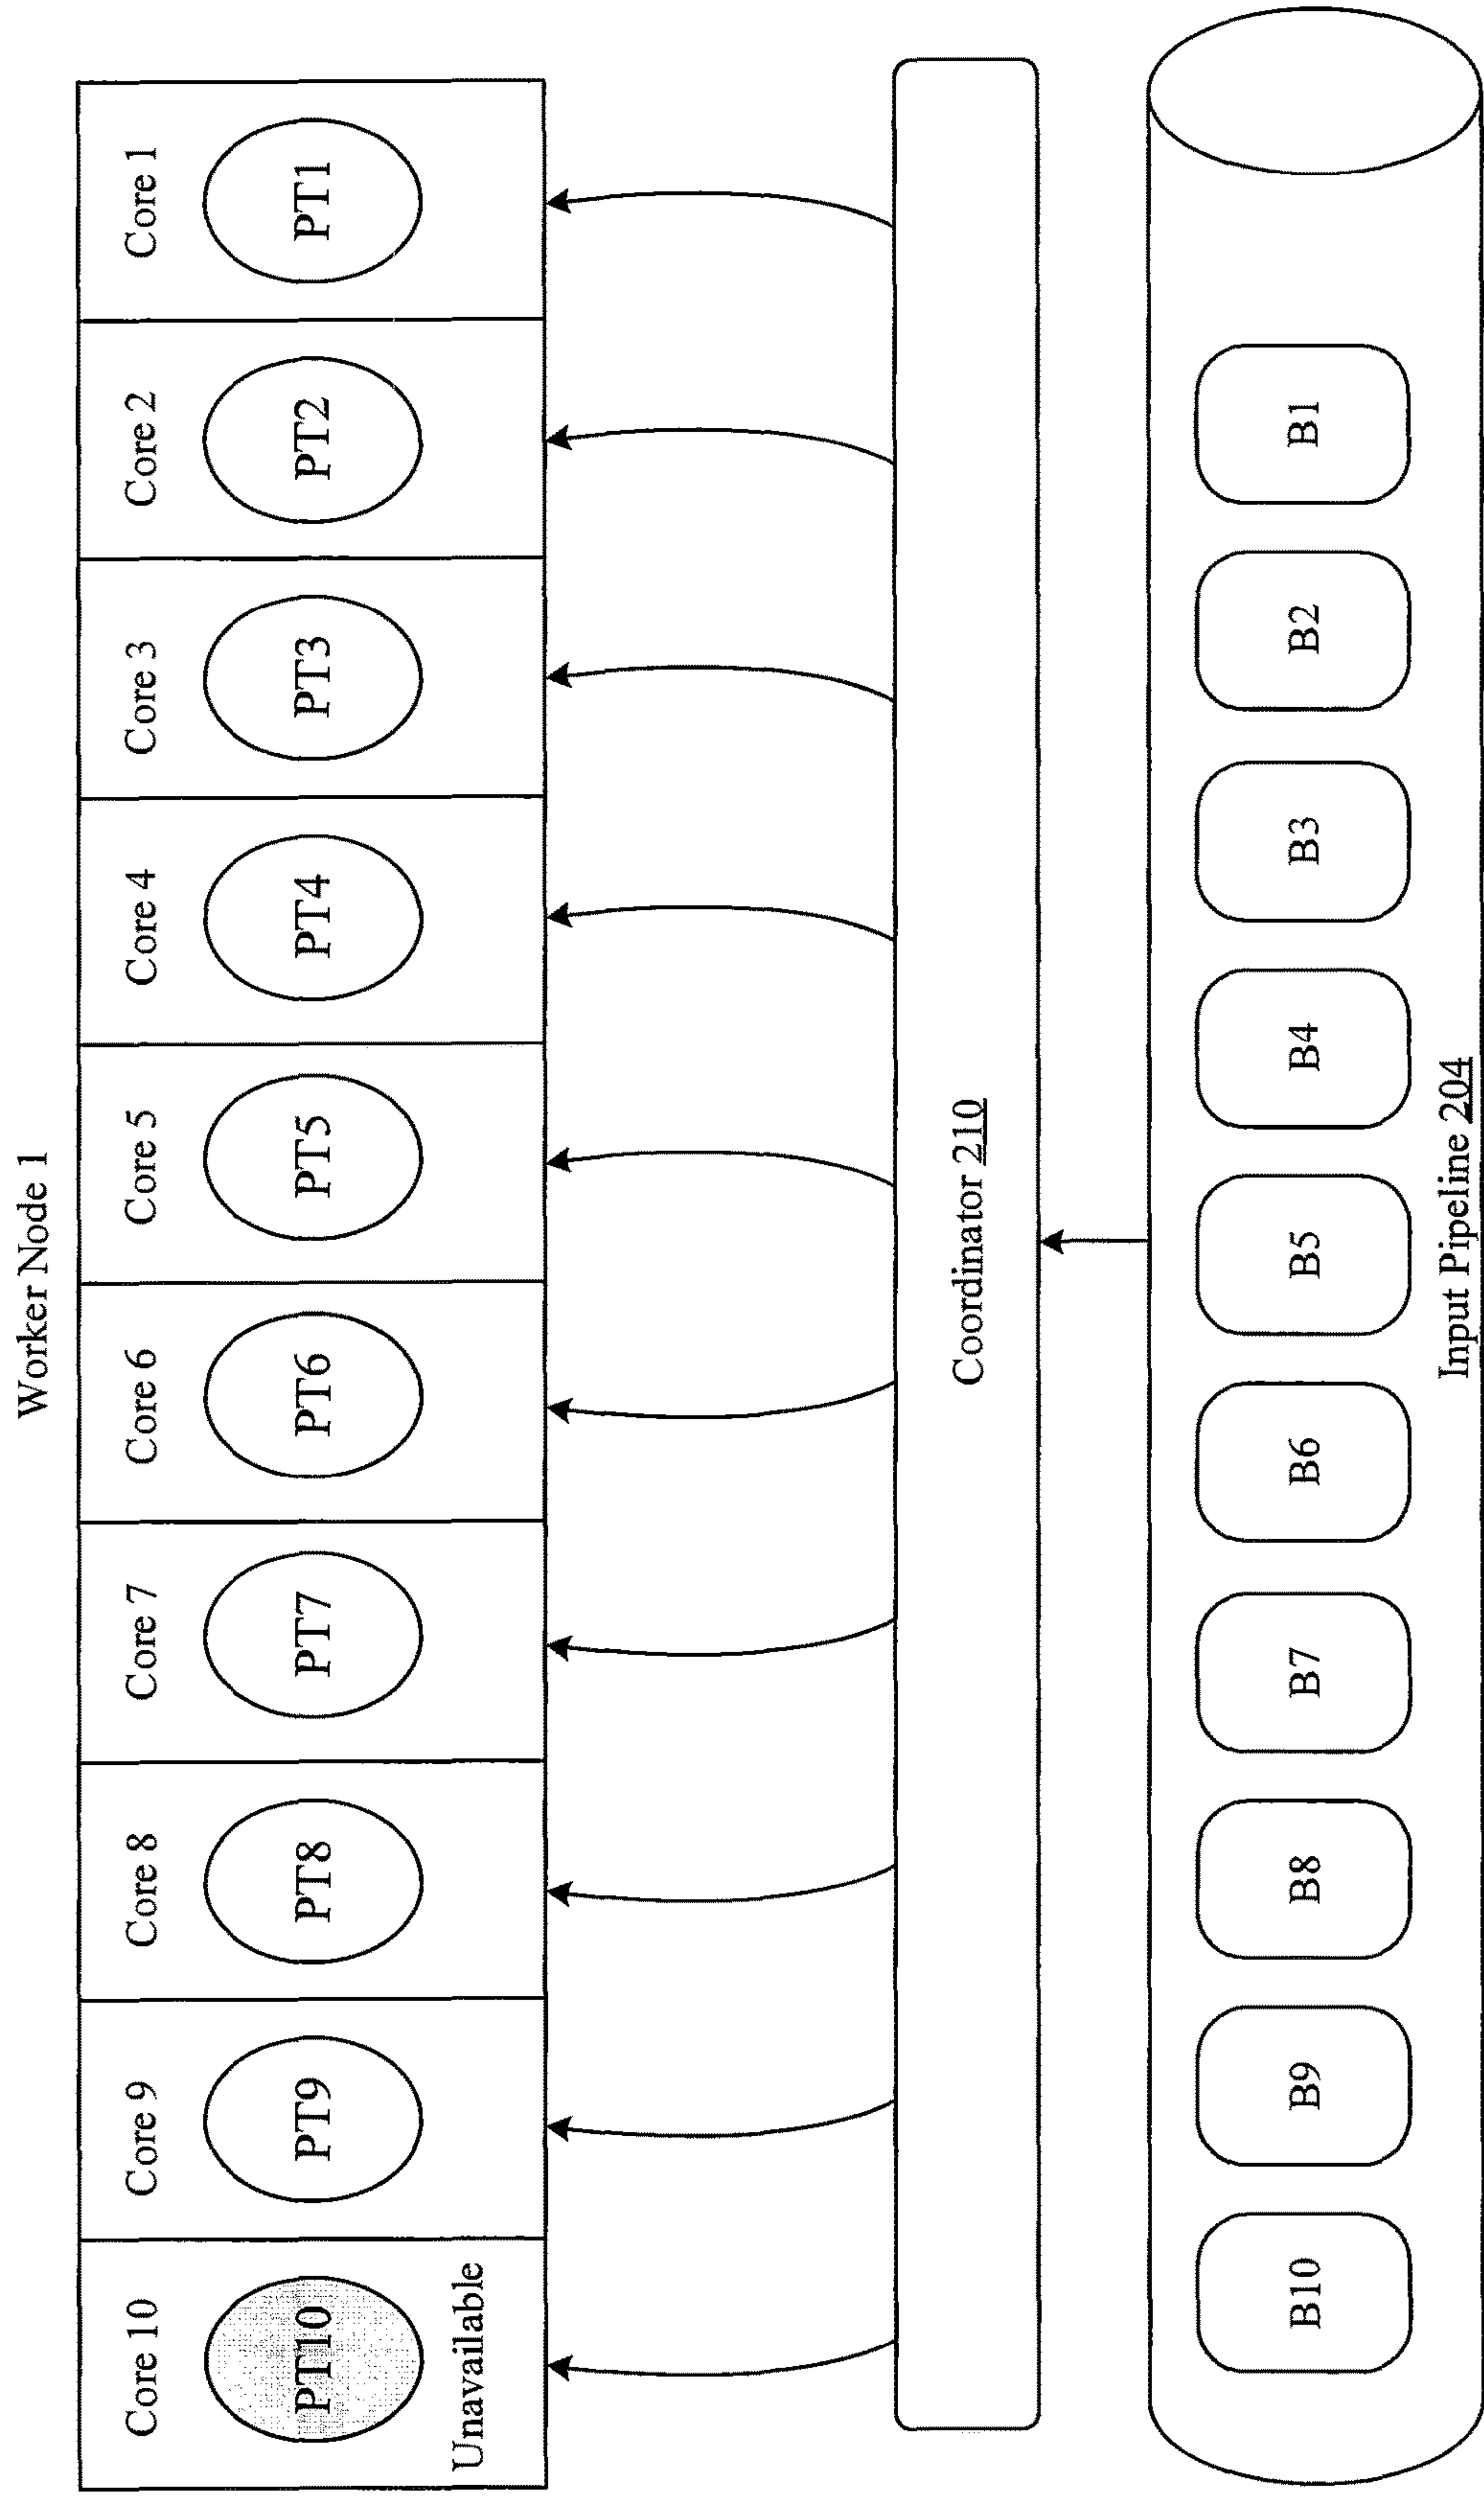 Worker Node 1
Core 10
Core 9
Core 8
Core 7
Core 6
Core 5
Core 4
Core 3
Core 2
Core 1
PT10
PT9
PT8
PT7
PT6
PT5
PT4
PT3
PT2
PT1
Unavailable
Coordinator 210
B10
B9
B8
B7
B6
B5
B4
B3
B2
B1
Input Pipeline 204